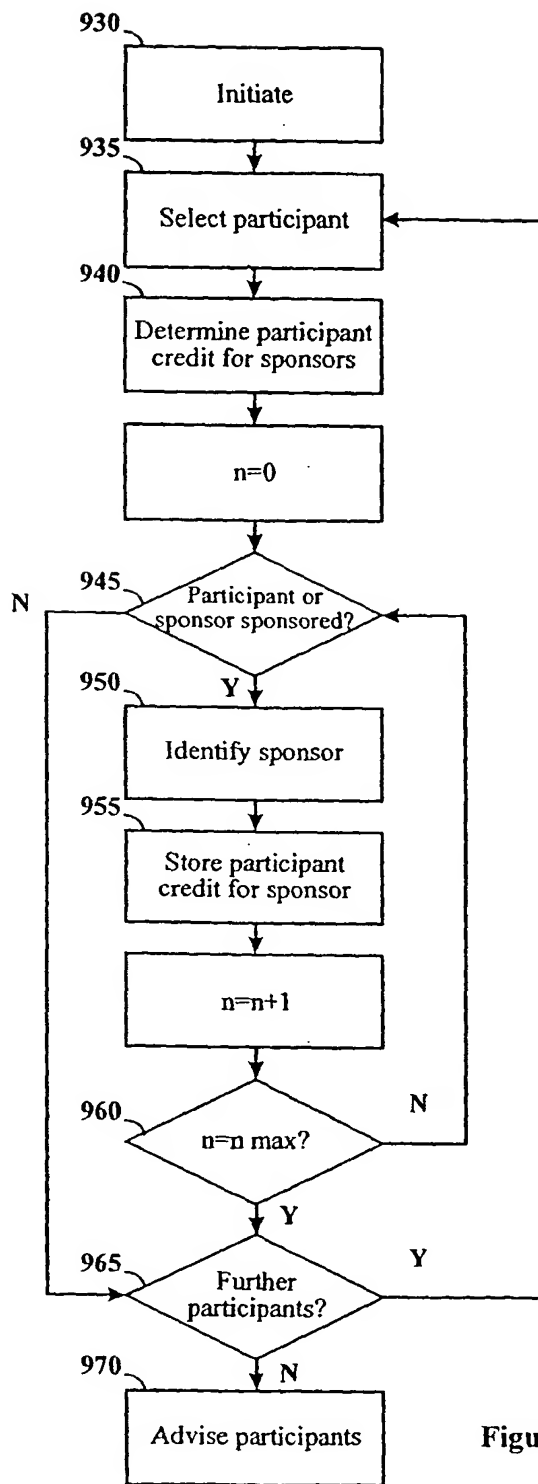 930
Initiate
935
Select participant
940
Determine participant
credit for sponsors
n=0
945
N
Participant or
sponsor sponsored?
Y
950
Identify sponsor
955
Store participant
credit for sponsor
n=n+1
960
N
n=n max?
Y
965
Y
Further
participants?
N
970
Advise participants
Figu